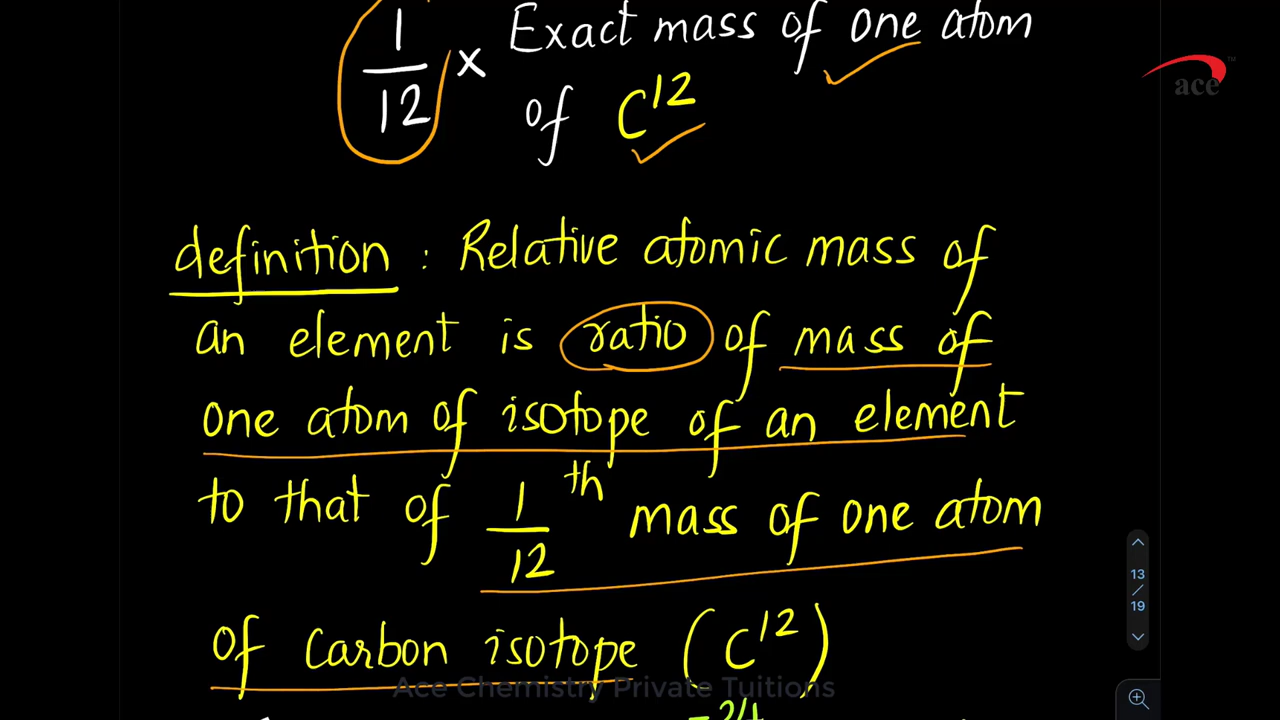 1/12 × Exact mass of one atom
of C¹²
ace™
definition : Relative atomic mass of
an element is ratio of mass of
one atom of isotope of an element
to that of 1/12 th mass of one atom
of Carbon isotope (C¹²)
Ace Chemistry Private Tuitions
-24
13
/
19